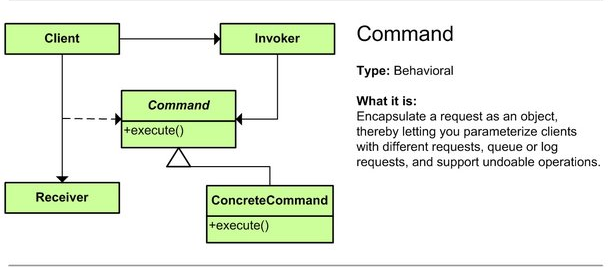 Client
Invoker
Command
+execute()
Receiver
ConcreteCommand
+execute()
Command
Type: Behavioral
What it is:
Encapsulate a request as an object,
thereby letting you parameterize clients
with different requests, queue or log
requests, and support undoable operations.